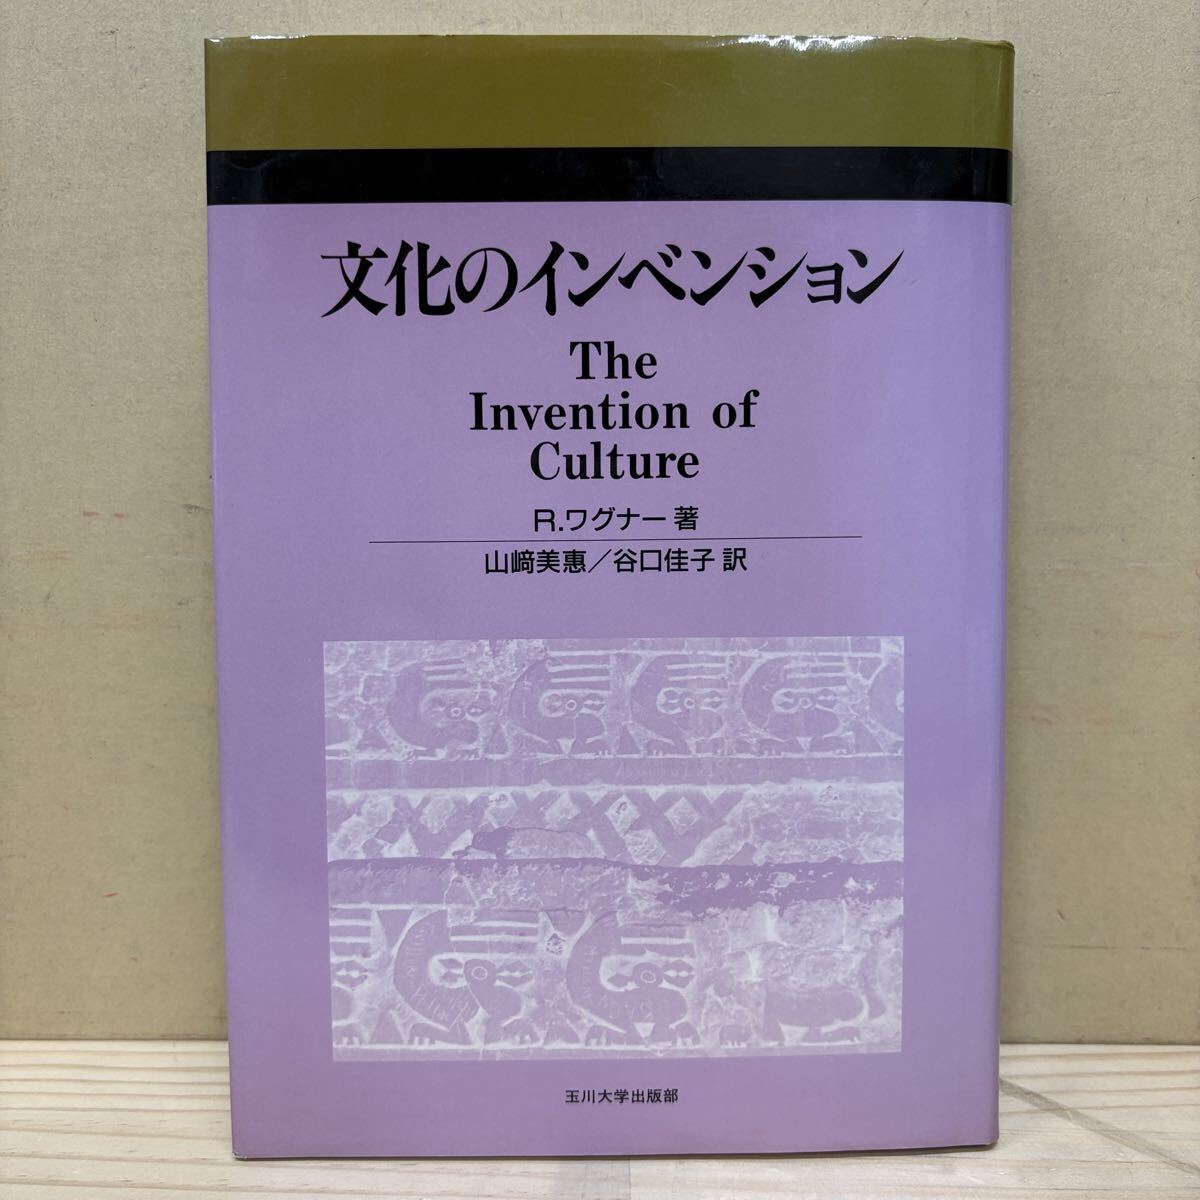 文化のインベンション
The
Invention of
Culture
R.ワグナー 著
山﨑美惠／谷口佳子 訳
玉川大学出版部